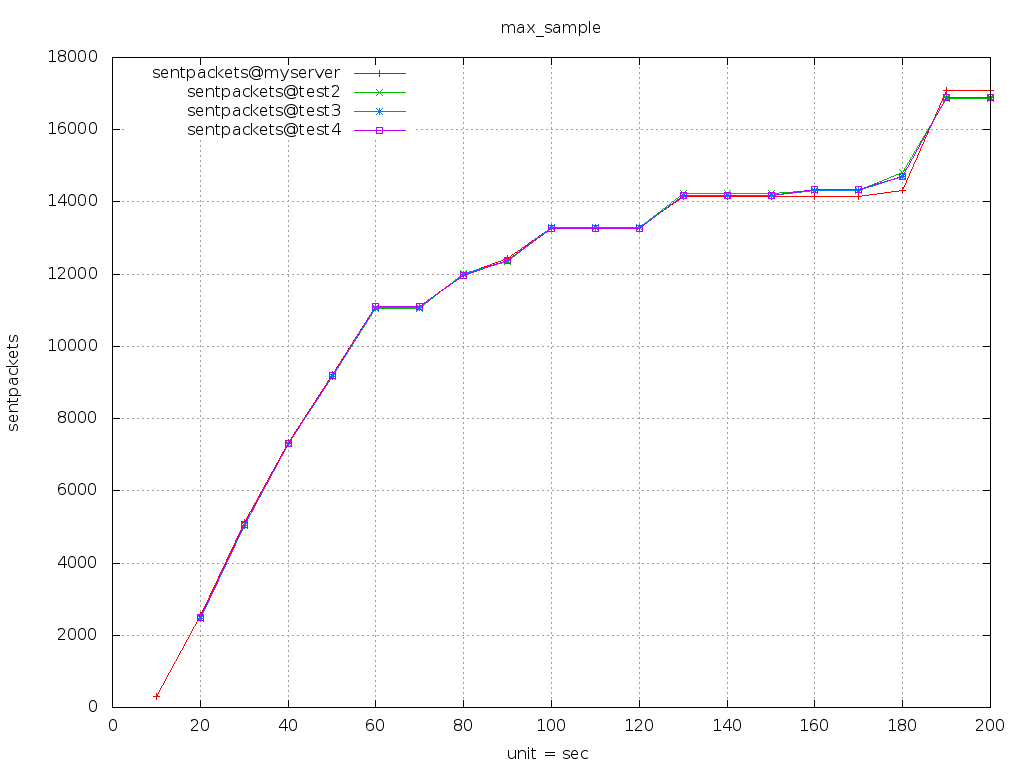 max_sample
18000
16000
14000
12000
10000
8000
6000
4000
2000
0
sentpackets@myserver
sentpackets@test2
sentpackets@test3
sentpackets@test4
sentpackets
0 20 40 60 80 100 120 140 160 180 200
unit = sec